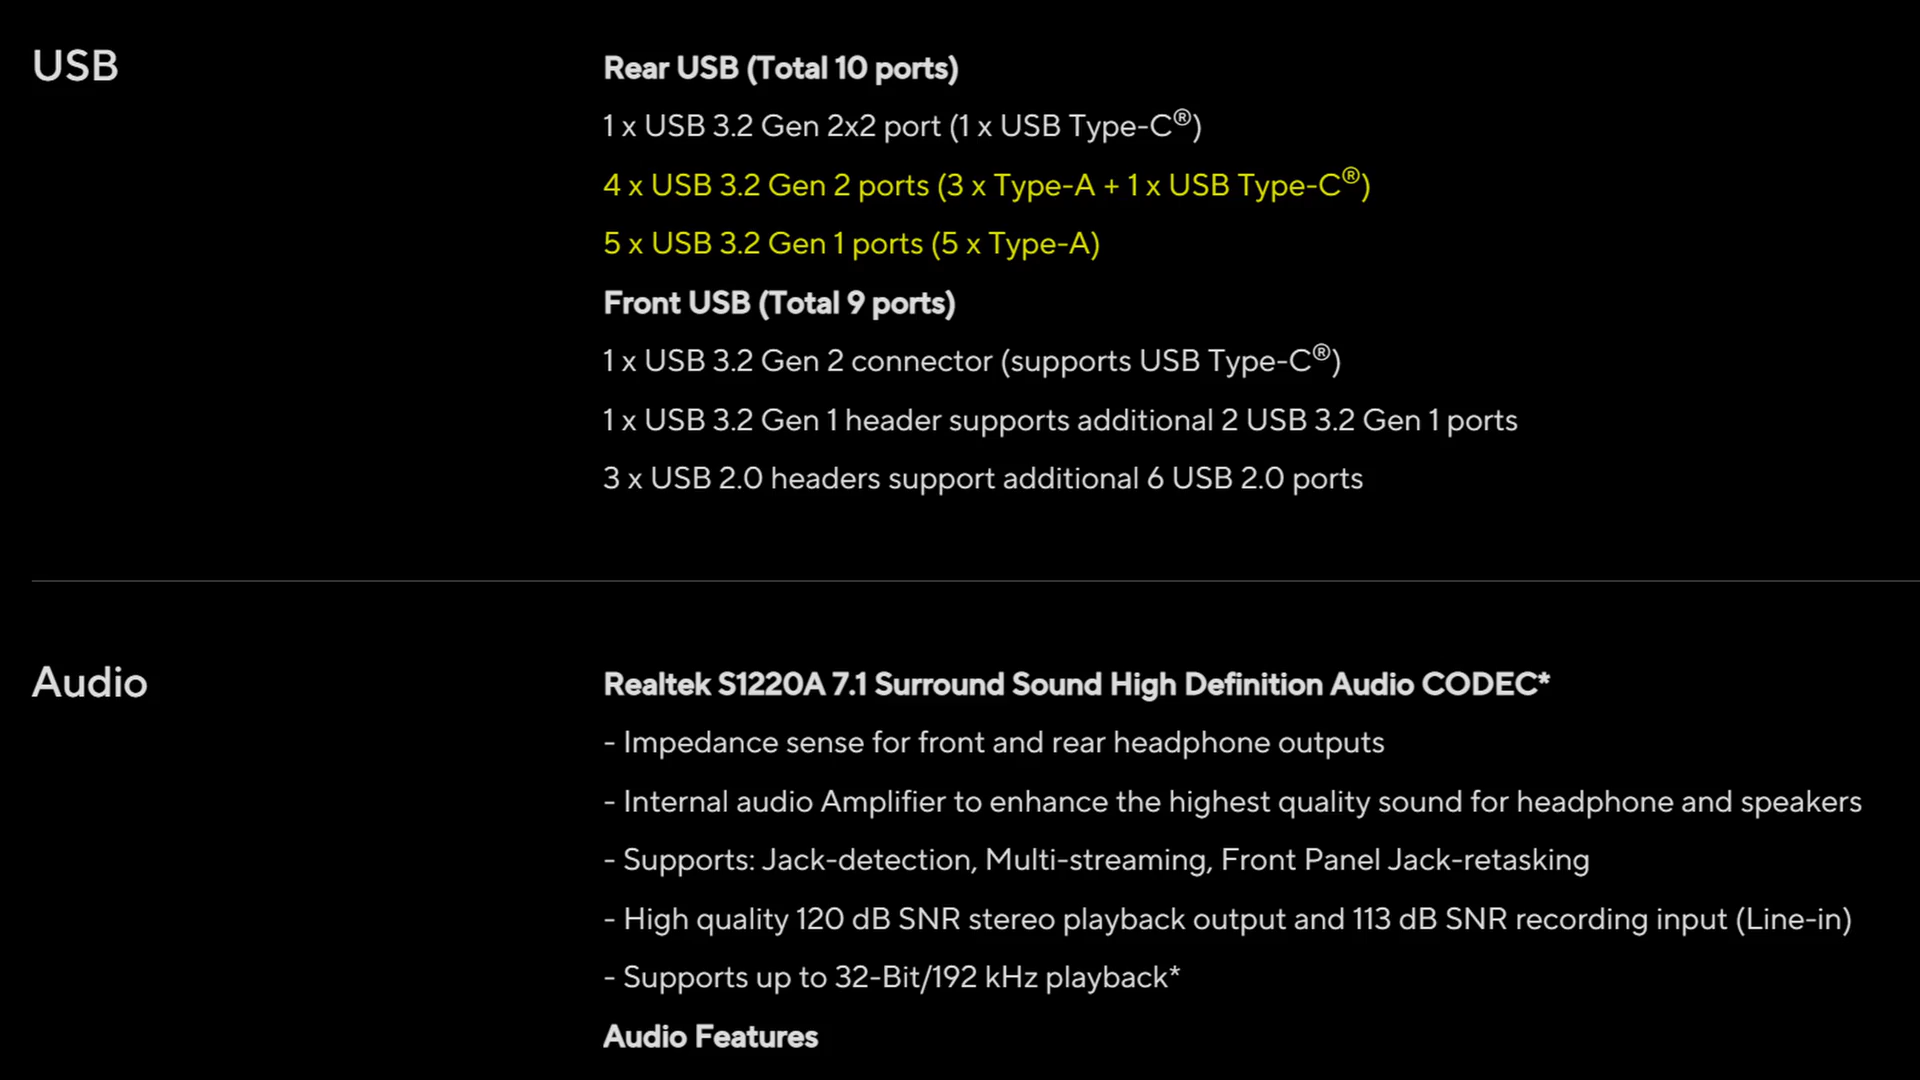 USB
Rear USB (Total 10 ports)
1 x USB 3.2 Gen 2x2 port (1 x USB Type-C®)
4 x USB 3.2 Gen 2 ports (3 x Type-A + 1 x USB Type-C®)
5 x USB 3.2 Gen 1 ports (5 x Type-A)
Front USB (Total 9 ports)
1 x USB 3.2 Gen 2 connector (supports USB Type-C®)
1 x USB 3.2 Gen 1 header supports additional 2 USB 3.2 Gen 1 ports
3 x USB 2.0 headers support additional 6 USB 2.0 ports
Audio
Realtek S1220A 7.1 Surround Sound High Definition Audio CODEC*
- Impedance sense for front and rear headphone outputs
- Internal audio Amplifier to enhance the highest quality sound for headphone and speakers
- Supports: Jack-detection, Multi-streaming, Front Panel Jack-retasking
- High quality 120 dB SNR stereo playback output and 113 dB SNR recording input (Line-in)
- Supports up to 32-Bit/192 kHz playback*
Audio Features